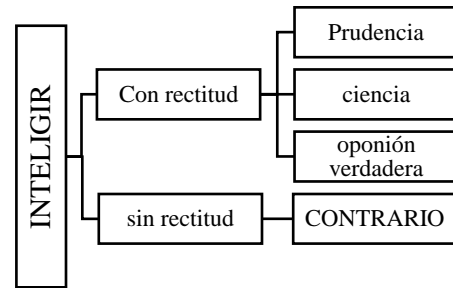 INTELIGIR
Con rectitud
Prudencia
ciencia
oponión
verdadera
sin rectitud
CONTRARIO